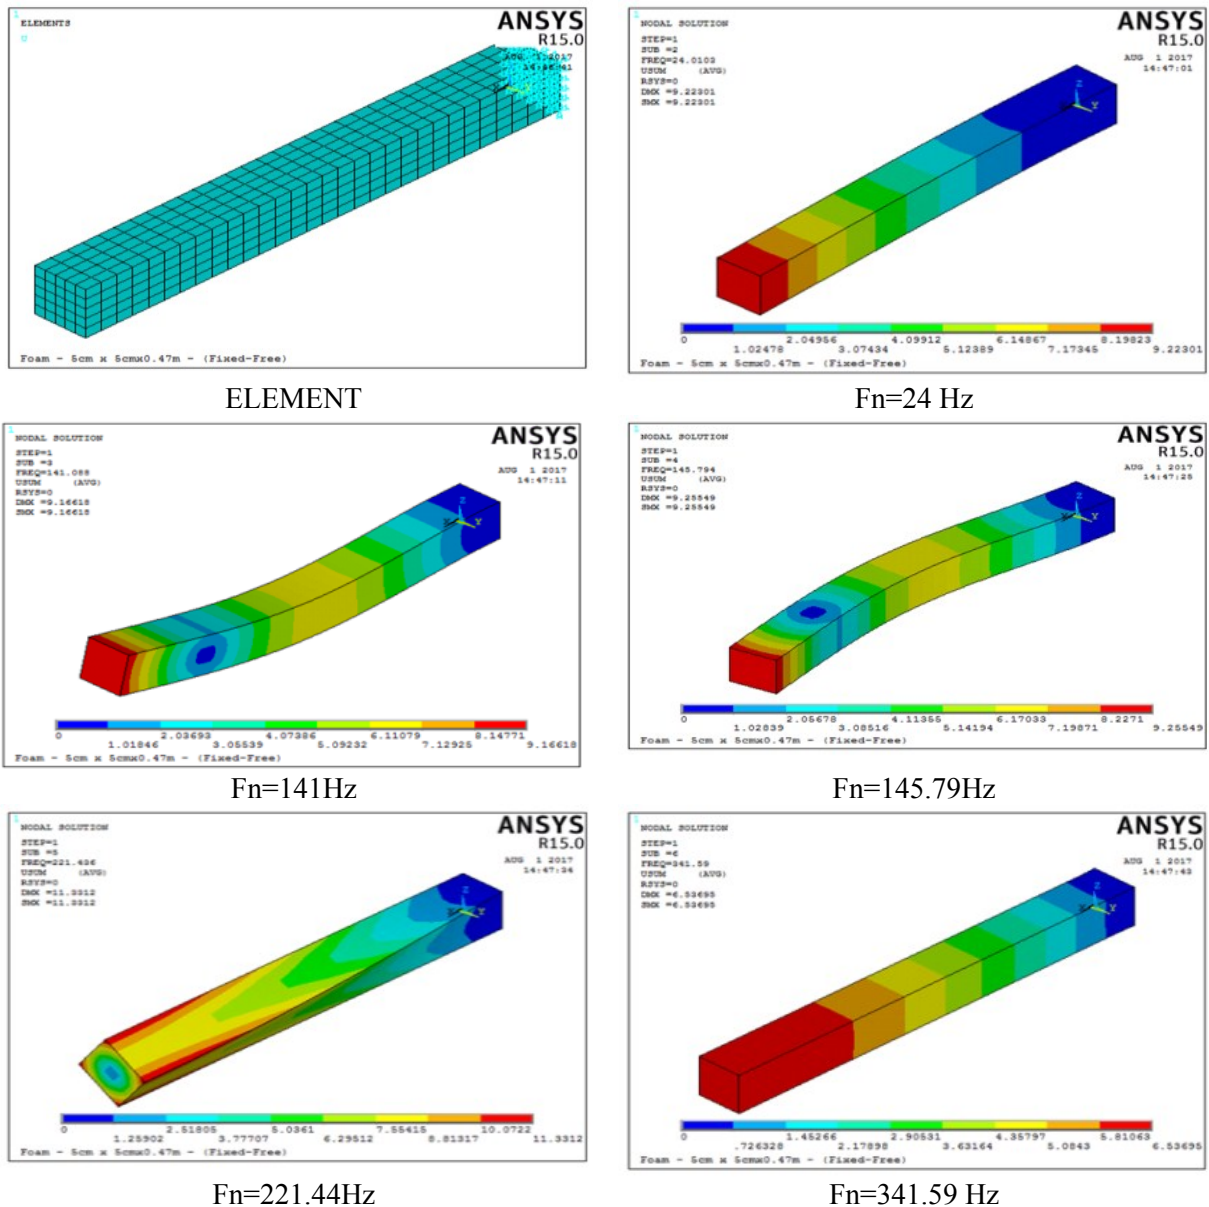 1
ELEMENTS
U
ANSYS
R15.0
AUG 1 2017
14:46:41
Foam - 5cm x 5cmx0.47m - (Fixed-Free)
ELEMENT
1
NODAL SOLUTION
STEP=1
SUB =2
FREQ=24.0103
USUM (AVG)
RSYS=0
DMX =9.22301
SMX =9.22301
ANSYS
R15.0
AUG 1 2017
14:47:01
Z
X Y
0 2.04956 4.09912 6.14867 8.19823
1.02478 3.07434 5.12389 7.17345 9.22301
Foam - 5cm x 5cmx0.47m - (Fixed-Free)
Fn=24 Hz
1
NODAL SOLUTION
STEP=1
SUB =3
FREQ=141.088
USUM (AVG)
RSYS=0
DMX =9.16618
SMX =9.16618
ANSYS
R15.0
AUG 1 2017
14:47:11
Z
X Y
0 2.03693 4.07386 6.11079 8.14771
1.01846 3.05539 5.09232 7.12925 9.16618
Foam - 5cm x 5cmx0.47m - (Fixed-Free)
Fn=141Hz
1
NODAL SOLUTION
STEP=1
SUB =4
FREQ=145.794
USUM (AVG)
RSYS=0
DMX =9.25549
SMX =9.25549
ANSYS
R15.0
AUG 1 2017
14:47:25
Z
X Y
0 2.05678 4.11355 6.17033 8.2271
1.02839 3.08516 5.14194 7.19871 9.25549
Foam - 5cm x 5cmx0.47m - (Fixed-Free)
Fn=145.79Hz
1
NODAL SOLUTION
STEP=1
SUB =5
FREQ=221.436
USUM (AVG)
RSYS=0
DMX =11.3312
SMX =11.3312
ANSYS
R15.0
AUG 1 2017
14:47:34
Z
X Y
0 2.51805 5.0361 7.55415 10.0722
1.25902 3.77707 6.29512 8.81317 11.3312
Foam - 5cm x 5cmx0.47m - (Fixed-Free)
Fn=221.44Hz
1
NODAL SOLUTION
STEP=1
SUB =6
FREQ=341.59
USUM (AVG)
RSYS=0
DMX =6.53695
SMX =6.53695
ANSYS
R15.0
AUG 1 2017
14:47:43
Z
X Y
0 1.45266 2.90531 4.35797 5.81063
.726328 2.17898 3.63164 5.0843 6.53695
Foam - 5cm x 5cmx0.47m - (Fixed-Free)
Fn=341.59 Hz